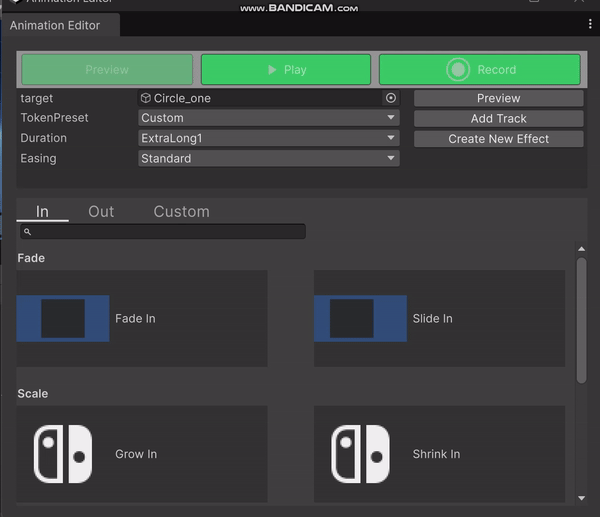 Animation Editor
www.BANDICAM.com
Animation Editor
Preview
Play
Record
target
Circle_one
Preview
TokenPreset
Custom
Add Track
Duration
ExtraLong1
Create New Effect
Easing
Standard
In
Out
Custom
Fade
Fade In
Slide In
Scale
Grow In
Shrink In